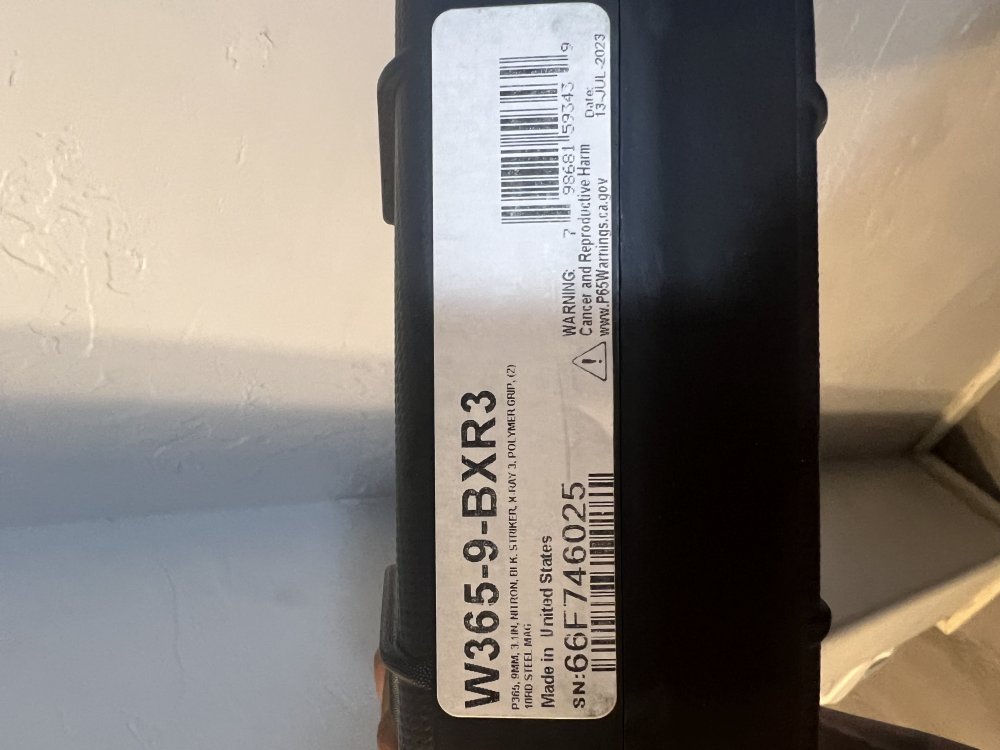 W365-9-BXR3
P365, 9MM, 3.1IN, NITRON, BLK, STRIKER, X-RAY 3, POLYMER GRIP, (2)
10RD STEEL MAG
Made in United States
SN:66F746025
7 98681 59343 9
WARNING:
Cancer and Reproductive Harm
www.P65Warnings.ca.gov
Date:
13-JUL-2023